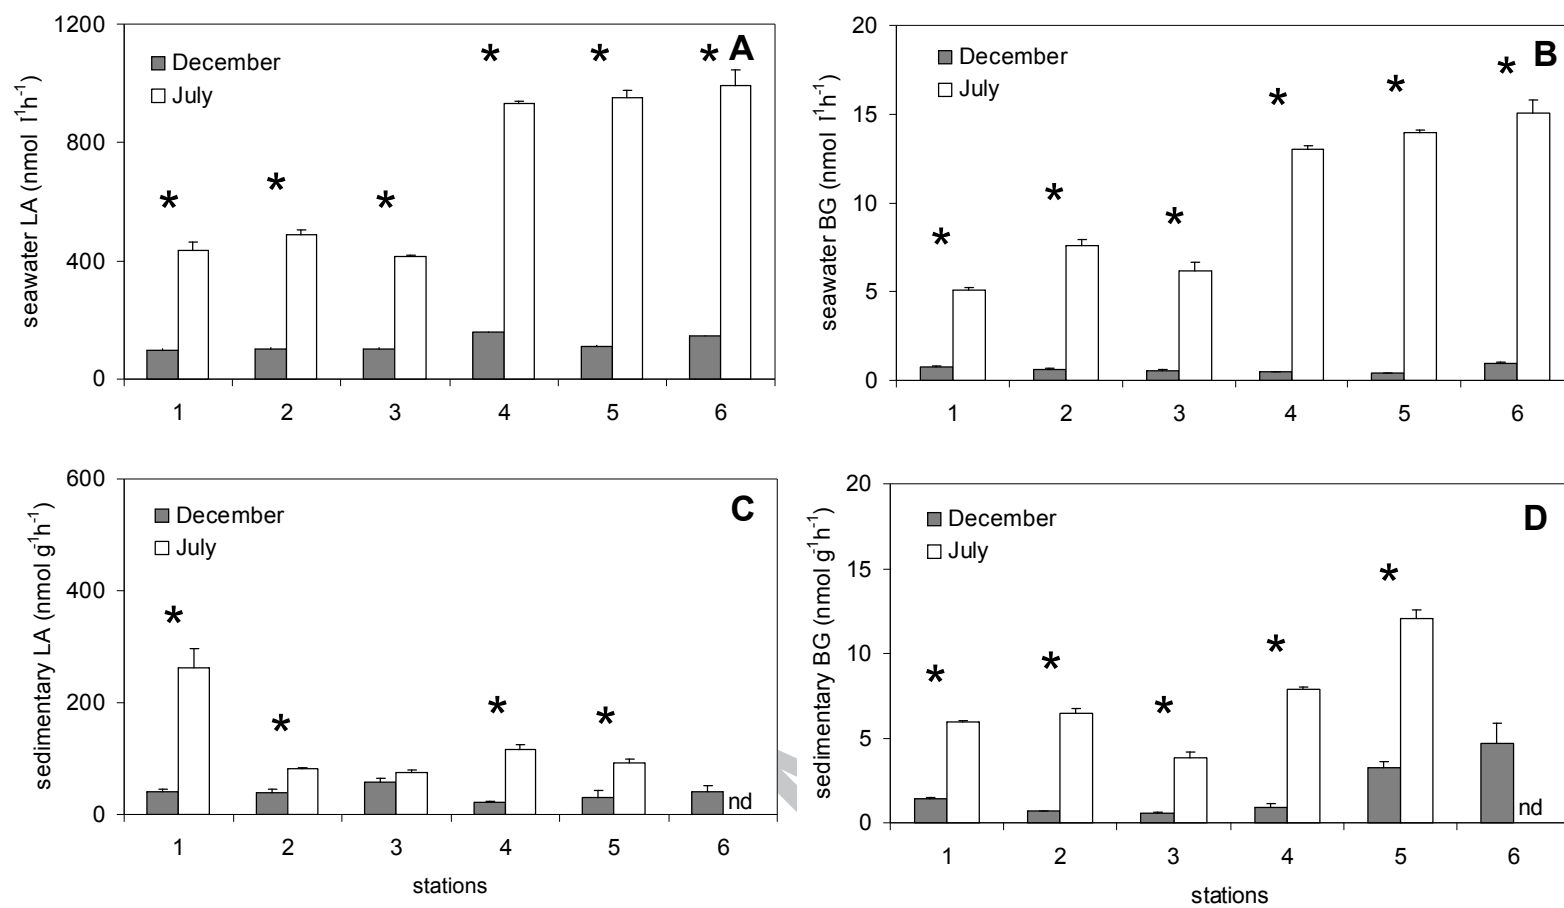 1200
800
400
0
seawater LA (nmol l⁻¹h⁻¹)
December
July
A
* * * * * *
1 2 3 4 5 6
20
15
10
5
0
seawater BG (nmol l⁻¹h⁻¹)
December
July
B
* * * * * *
1 2 3 4 5 6
600
400
200
0
sedimentary LA (nmol g⁻¹h⁻¹)
December
July
C
* * * *
nd
1 2 3 4 5 6
stations
20
15
10
5
0
sedimentary BG (nmol g⁻¹h⁻¹)
December
July
D
* * * * *
nd
1 2 3 4 5 6
stations